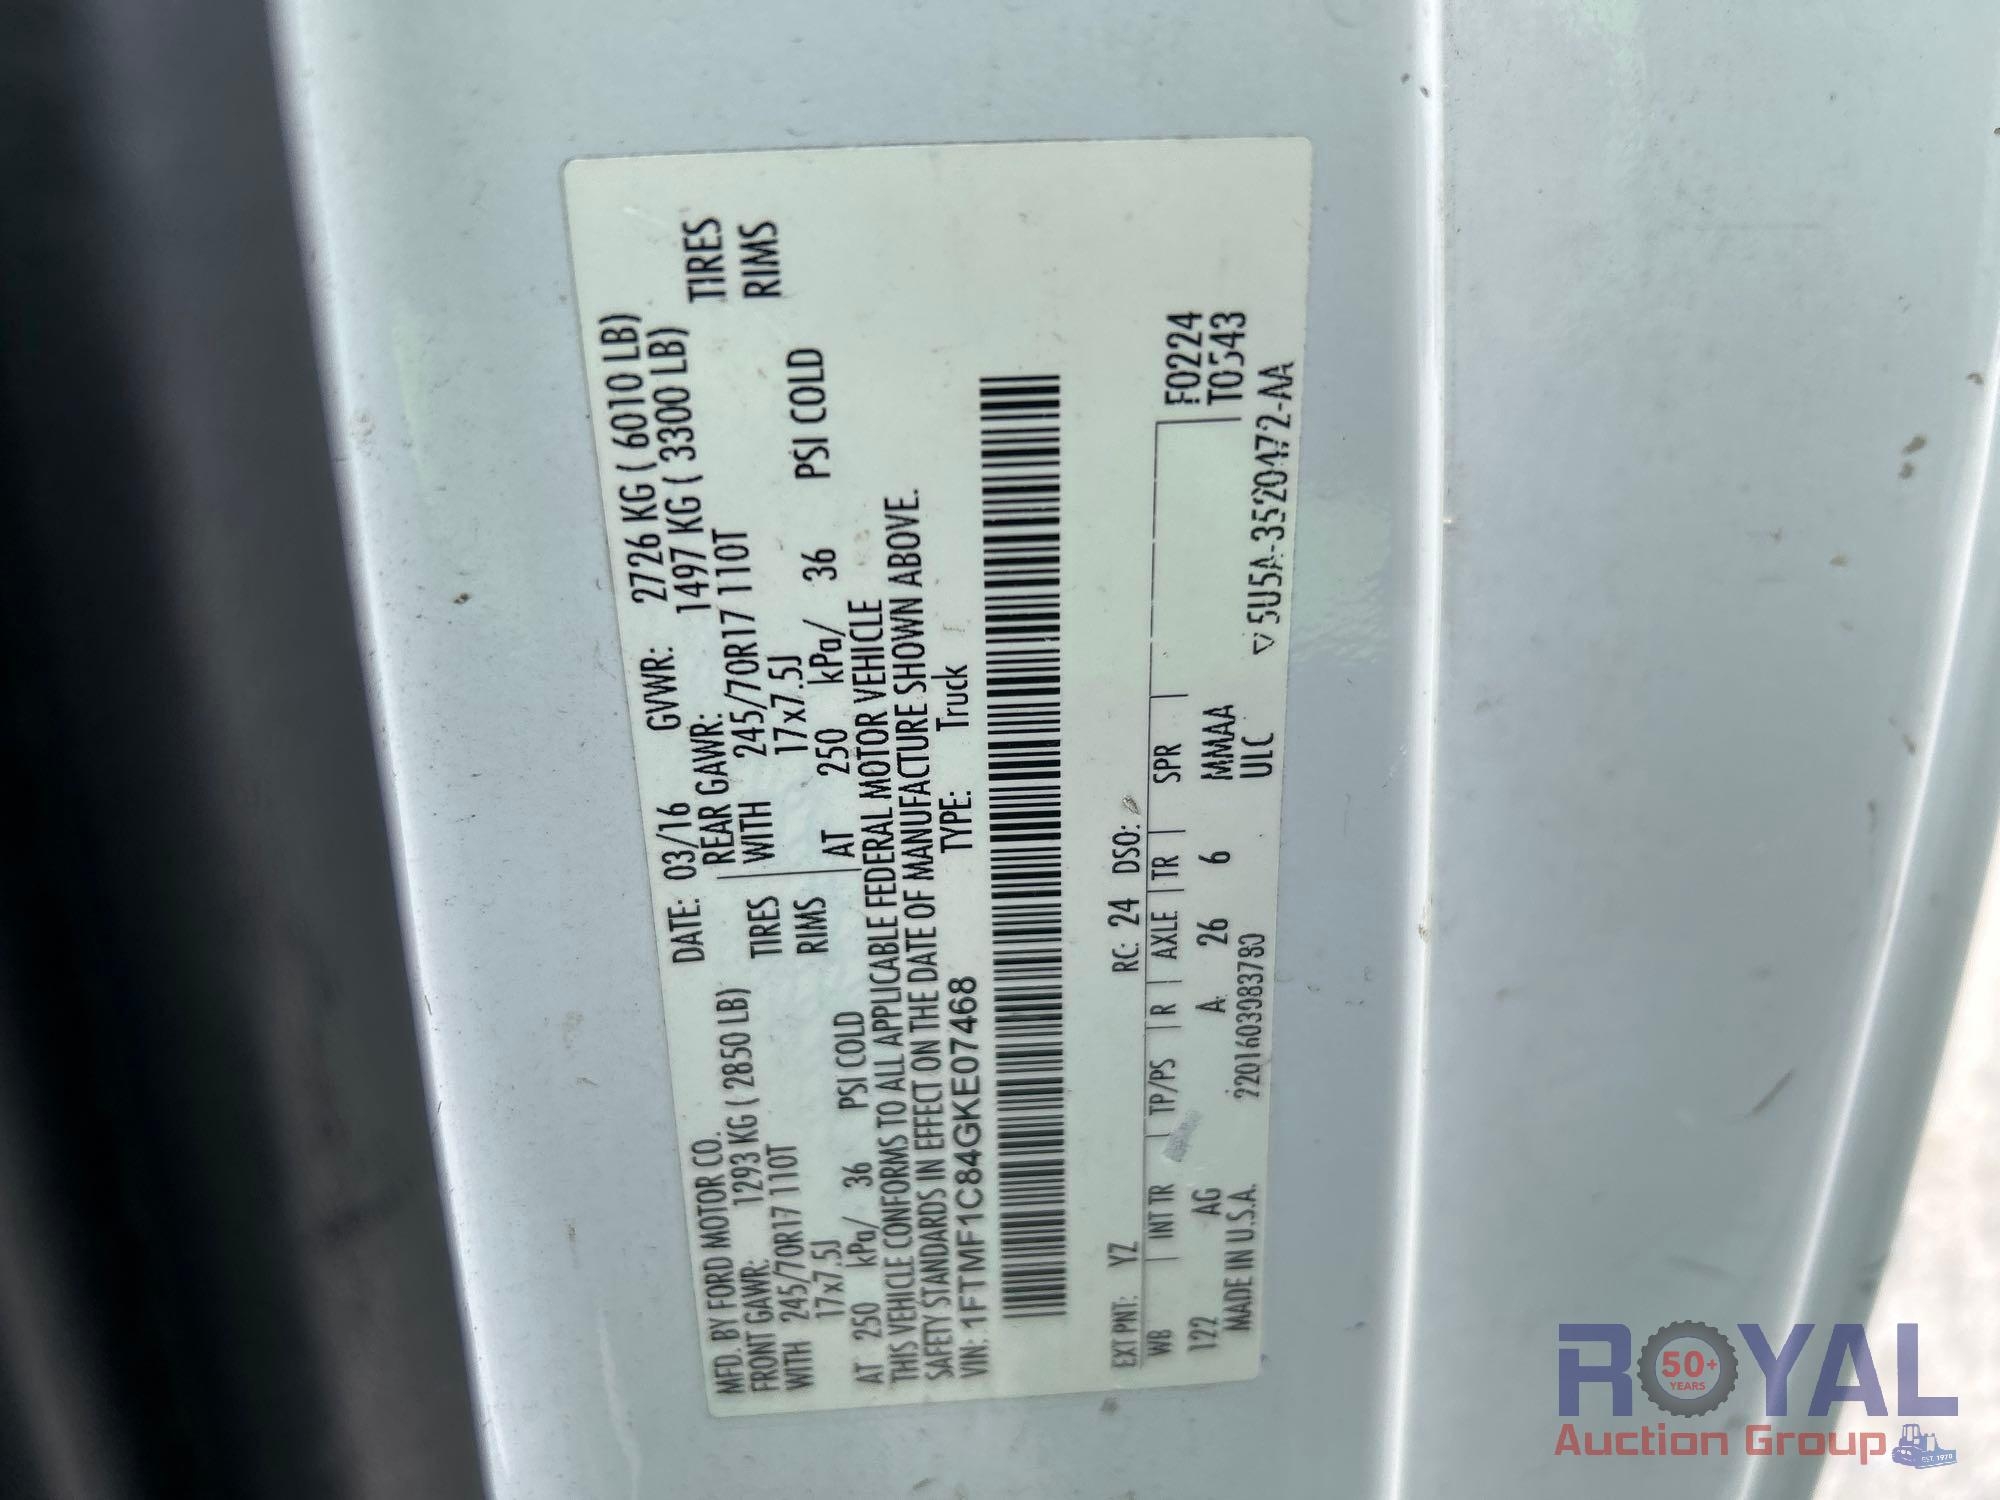 MFD. BY FORD MOTOR CO.
DATE: 03/16 GVWR: 2726 KG ( 6010 LB)
FRONT GAWR: 1293 KG ( 2850 LB) REAR GAWR: 1497 KG ( 3300 LB)
WITH 245/70R17 110T TIRES WITH 245/70R17 110T TIRES
17x7.5J RIMS 17x7.5J RIMS
AT 250 kPa/ 36 PSI COLD AT 250 kPa/ 36 PSI COLD
THIS VEHICLE CONFORMS TO ALL APPLICABLE FEDERAL MOTOR VEHICLE
SAFETY STANDARDS IN EFFECT ON THE DATE OF MANUFACTURE SHOWN ABOVE.
VIN: 1FTMF1C84GKE07468 TYPE: Truck
EXT PNT: YZ RC: 24 DSO:
WB INT TR TP/PS R AXLE TR SPR F0224
122 AG A 26 6 MMAA T0543
MADE IN U.S.A. 220160308378 ULC ▽5U5A-3520472-AA
ROYAL
50+
YEARS
Auction Group
EST. 1970